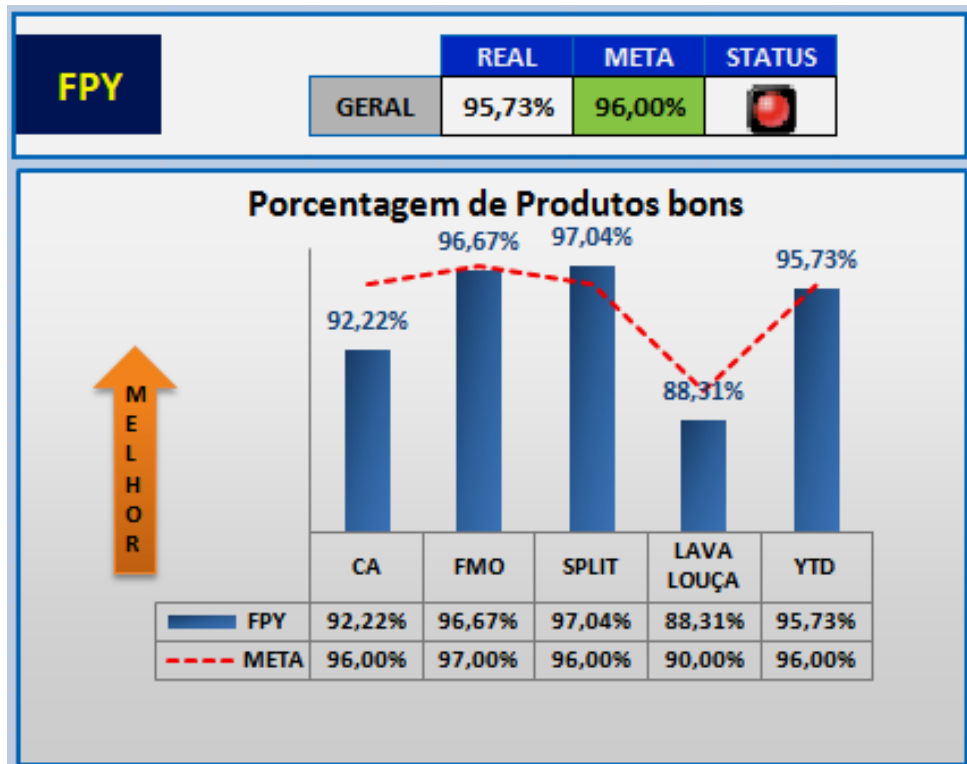 FPY
REAL META STATUS
GERAL 95,73% 96,00%
Porcentagem de Produtos bons
92,22% 96,67% 97,04% 88,31% 95,73%
MELHOR
CA FMO SPLIT LAVA LOUÇA YTD
FPY 92,22% 96,67% 97,04% 88,31% 95,73%
META 96,00% 97,00% 96,00% 90,00% 96,00%